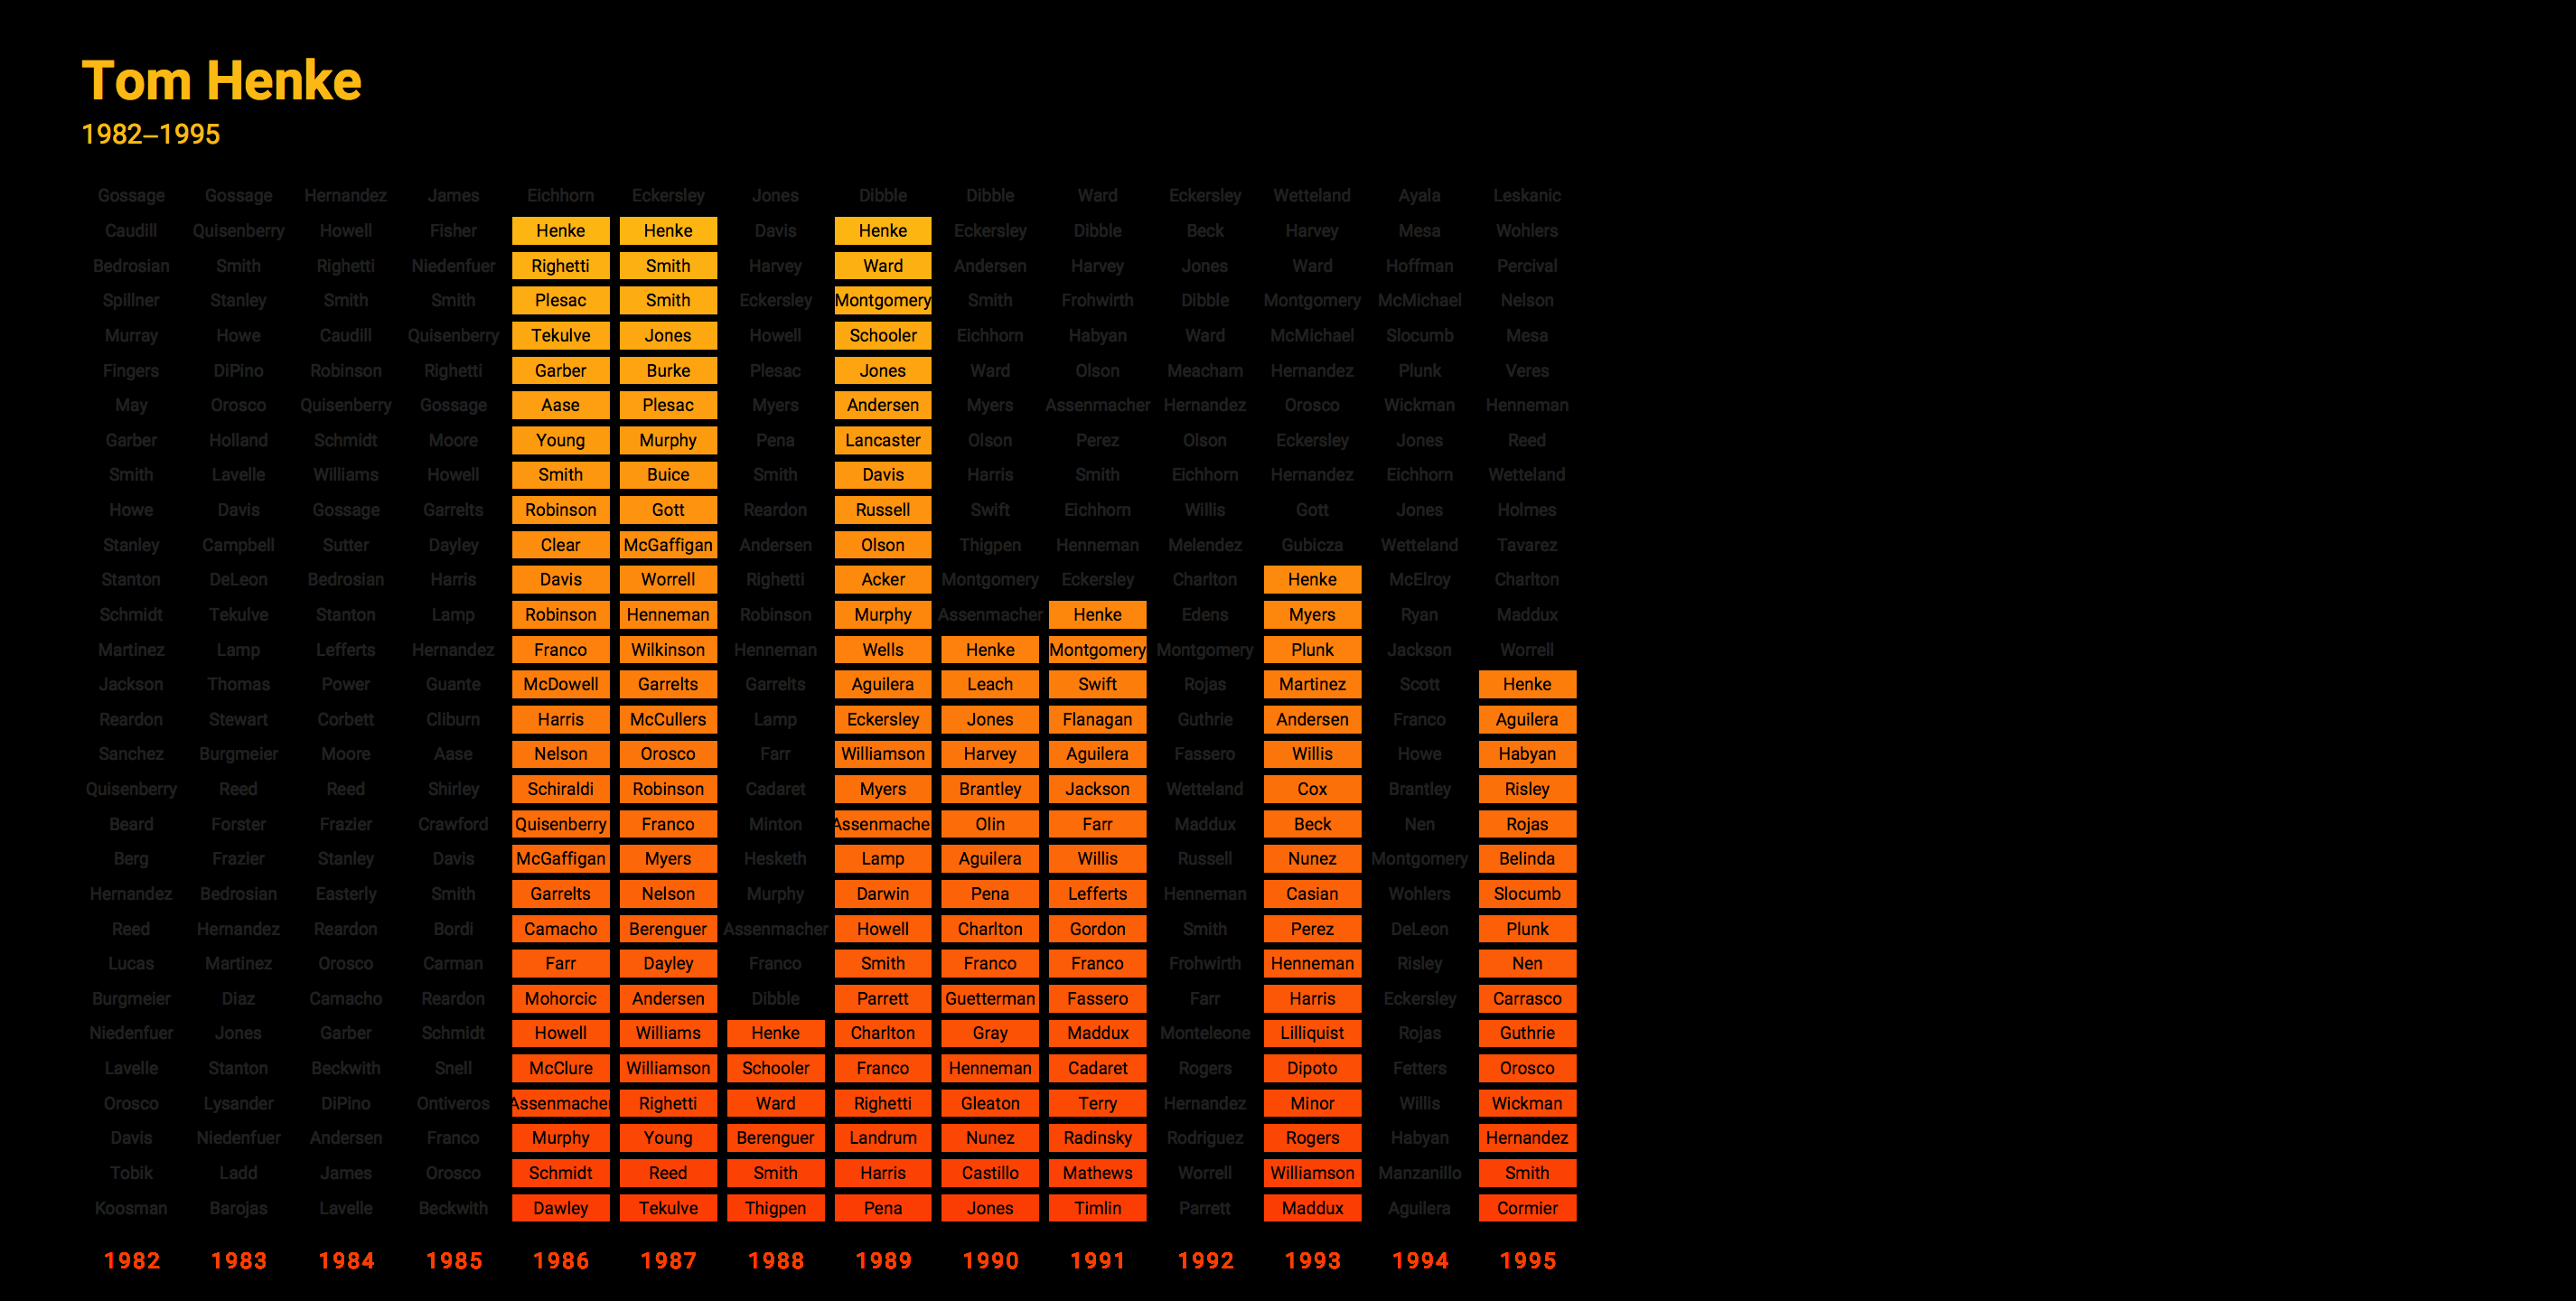 Tom Henke
1982–1995
Gossage Gossage Hernandez James Eichhorn Eckersley Jones Dibble Dibble Ward Eckersley Wetteland Ayala Leskanic
Caudill Quisenberry Howell Fisher Henke Henke Davis Henke Eckersley Dibble Beck Harvey Mesa Wohlers
Bedrosian Smith Righetti Niedenfuer Righetti Smith Harvey Ward Andersen Harvey Jones Ward Hoffman Percival
Spillner Stanley Smith Smith Plesac Smith Eckersley Montgomery Smith Frohwirth Dibble Montgomery McMichael Nelson
Murray Howe Caudill Quisenberry Tekulve Jones Howell Schooler Eichhorn Habyan Ward McMichael Slocumb Mesa
Fingers DiPino Robinson Righetti Garber Burke Plesac Jones Ward Olson Meacham Hernandez Plunk Veres
May Orosco Quisenberry Gossage Aase Plesac Myers Andersen Myers Assenmacher Hernandez Orosco Wickman Henneman
Garber Holland Schmidt Moore Young Murphy Pena Lancaster Olson Perez Olson Eckersley Jones Reed
Smith Lavelle Williams Howell Smith Buice Smith Davis Harris Smith Eichhorn Hernandez Eichhorn Wetteland
Howe Davis Gossage Garrelts Robinson Gott Reardon Russell Swift Eichhorn Willis Gott Jones Holmes
Stanley Campbell Sutter Dayley Clear McGaffigan Andersen Olson Thigpen Henneman Melendez Gubicza Wetteland Tavarez
Stanton DeLeon Bedrosian Harris Davis Worrell Righetti Acker Montgomery Eckersley Charlton Henke McElroy Charlton
Schmidt Tekulve Stanton Lamp Robinson Henneman Robinson Murphy Assenmacher Henke Edens Myers Ryan Maddux
Martinez Lamp Lefferts Hernandez Franco Wilkinson Henneman Wells Henke Montgomery Montgomery Plunk Jackson Worrell
Jackson Thomas Power Guante McDowell Garrelts Garrelts Aguilera Leach Swift Rojas Martinez Scott Henke
Reardon Stewart Corbett Cliburn Harris McCullers Lamp Eckersley Jones Flanagan Guthrie Andersen Franco Aguilera
Sanchez Burgmeier Moore Aase Nelson Orosco Farr Williamson Harvey Aguilera Fassero Willis Howe Habyan
Quisenberry Reed Reed Shirley Schiraldi Robinson Cadaret Myers Brantley Jackson Wetteland Cox Brantley Risley
Beard Forster Frazier Crawford Quisenberry Franco Minton Assenmache Olin Farr Maddux Beck Nen Rojas
Berg Frazier Stanley Davis McGaffigan Myers Hesketh Lamp Aguilera Willis Russell Nunez Montgomery Belinda
Hernandez Bedrosian Easterly Smith Garrelts Nelson Murphy Darwin Pena Lefferts Henneman Casian Wohlers Slocumb
Reed Hernandez Reardon Bordi Camacho Berenguer Assenmacher Howell Charlton Gordon Smith Perez DeLeon Plunk
Lucas Martinez Orosco Carman Farr Dayley Franco Smith Franco Franco Frohwirth Henneman Risley Nen
Burgmeier Diaz Camacho Reardon Mohorcic Andersen Dibble Parrett Guetterman Fassero Farr Harris Eckersley Carrasco
Niedenfuer Jones Garber Schmidt Howell Williams Henke Charlton Gray Maddux Monteleone Lilliquist Rojas Guthrie
Lavelle Stanton Beckwith Snell McClure Williamson Schooler Franco Henneman Cadaret Rogers Dipoto Fetters Orosco
Orosco Lysander DiPino Ontiveros Assenmacher Righetti Ward Righetti Gleaton Terry Hernandez Minor Willis Wickman
Davis Niedenfuer Andersen Franco Murphy Young Berenguer Landrum Nunez Radinsky Rodriguez Rogers Habyan Hernandez
Tobik Ladd James Orosco Schmidt Reed Smith Harris Castillo Mathews Worrell Williamson Manzanillo Smith
Koosman Barojas Lavelle Beckwith Dawley Tekulve Thigpen Pena Jones Timlin Parrett Maddux Aguilera Cormier
1982 1983 1984 1985 1986 1987 1988 1989 1990 1991 1992 1993 1994 1995